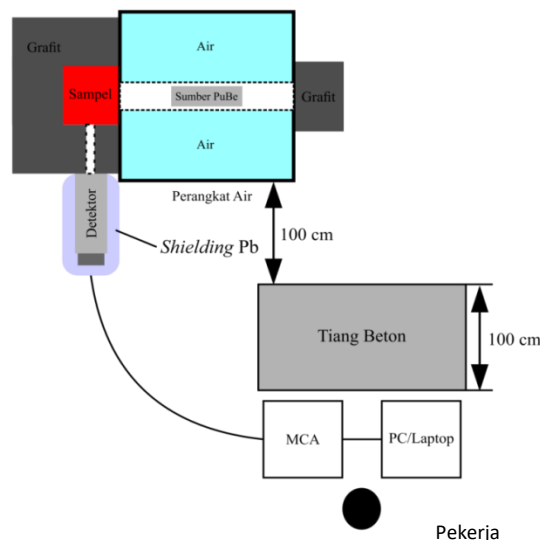 Grafit
Air
Sampel
Sumber PuBe
Grafit
Air
Detektor
Perangkat Air
Shielding Pb
100 cm
Tiang Beton
100 cm
MCA
PC/Laptop
Pekerja